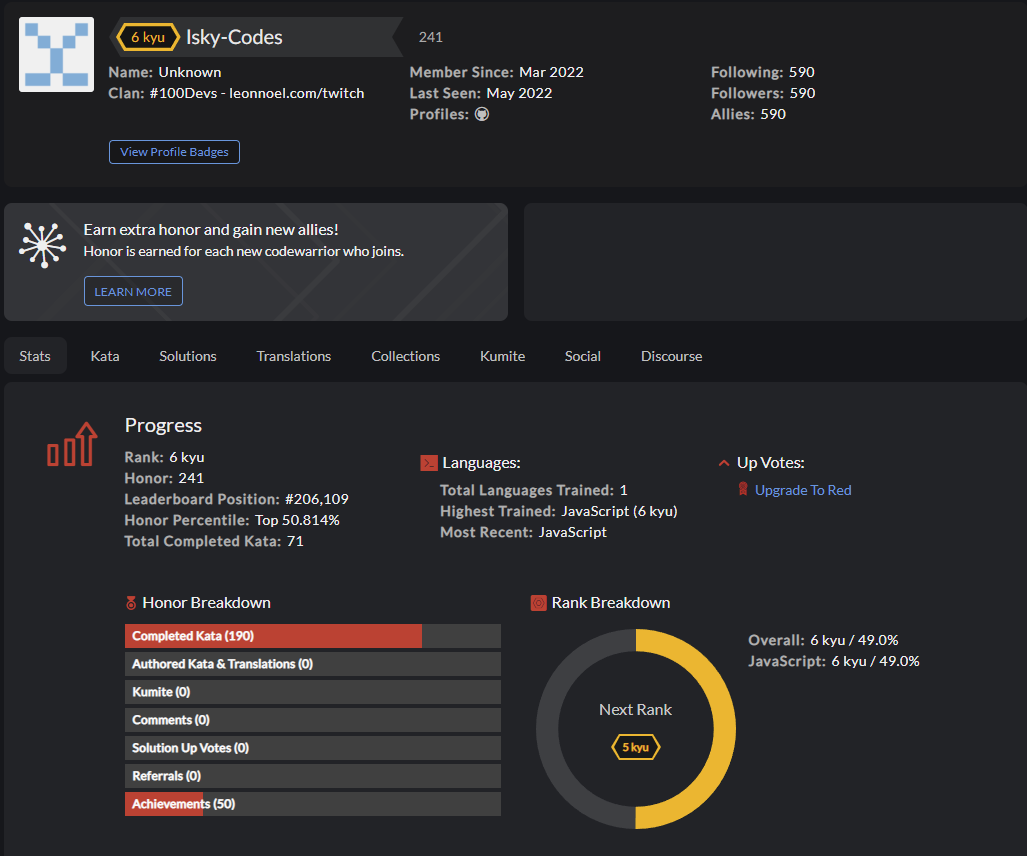 6 kyu Isky-Codes 241
Name: Unknown
Clan: #100Devs - leonnoel.com/twitch
Member Since: Mar 2022
Last Seen: May 2022
Profiles:
Following: 590
Followers: 590
Allies: 590
View Profile Badges
Earn extra honor and gain new allies!
Honor is earned for each new codewarrior who joins.
LEARN MORE
Stats Kata Solutions Translations Collections Kumite Social Discourse
Progress
Rank: 6 kyu
Honor: 241
Leaderboard Position: #206,109
Honor Percentile: Top 50.814%
Total Completed Kata: 71
Languages:
Total Languages Trained: 1
Highest Trained: JavaScript (6 kyu)
Most Recent: JavaScript
Up Votes:
Upgrade To Red
Honor Breakdown
Completed Kata (190)
Authored Kata & Translations (0)
Kumite (0)
Comments (0)
Solution Up Votes (0)
Referrals (0)
Achievements (50)
Rank Breakdown
Next Rank
5 kyu
Overall: 6 kyu / 49.0%
JavaScript: 6 kyu / 49.0%